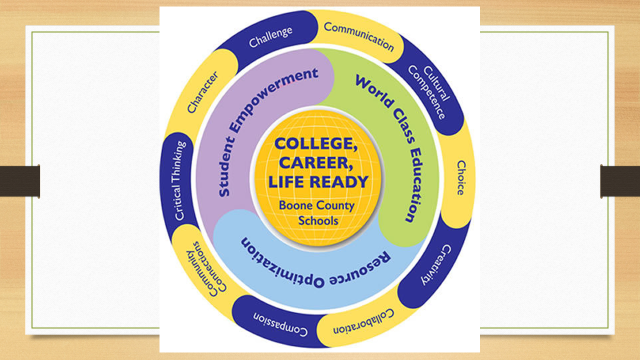 COLLEGE,
CAREER,
LIFE READY
Boone County
Schools
Student Empowerment
World Class Education
Resource Optimization
Challenge
Communication
Cultural
Competence
Choice
Creativity
Collaboration
Compassion
Community
Connections
Critical Thinking
Character